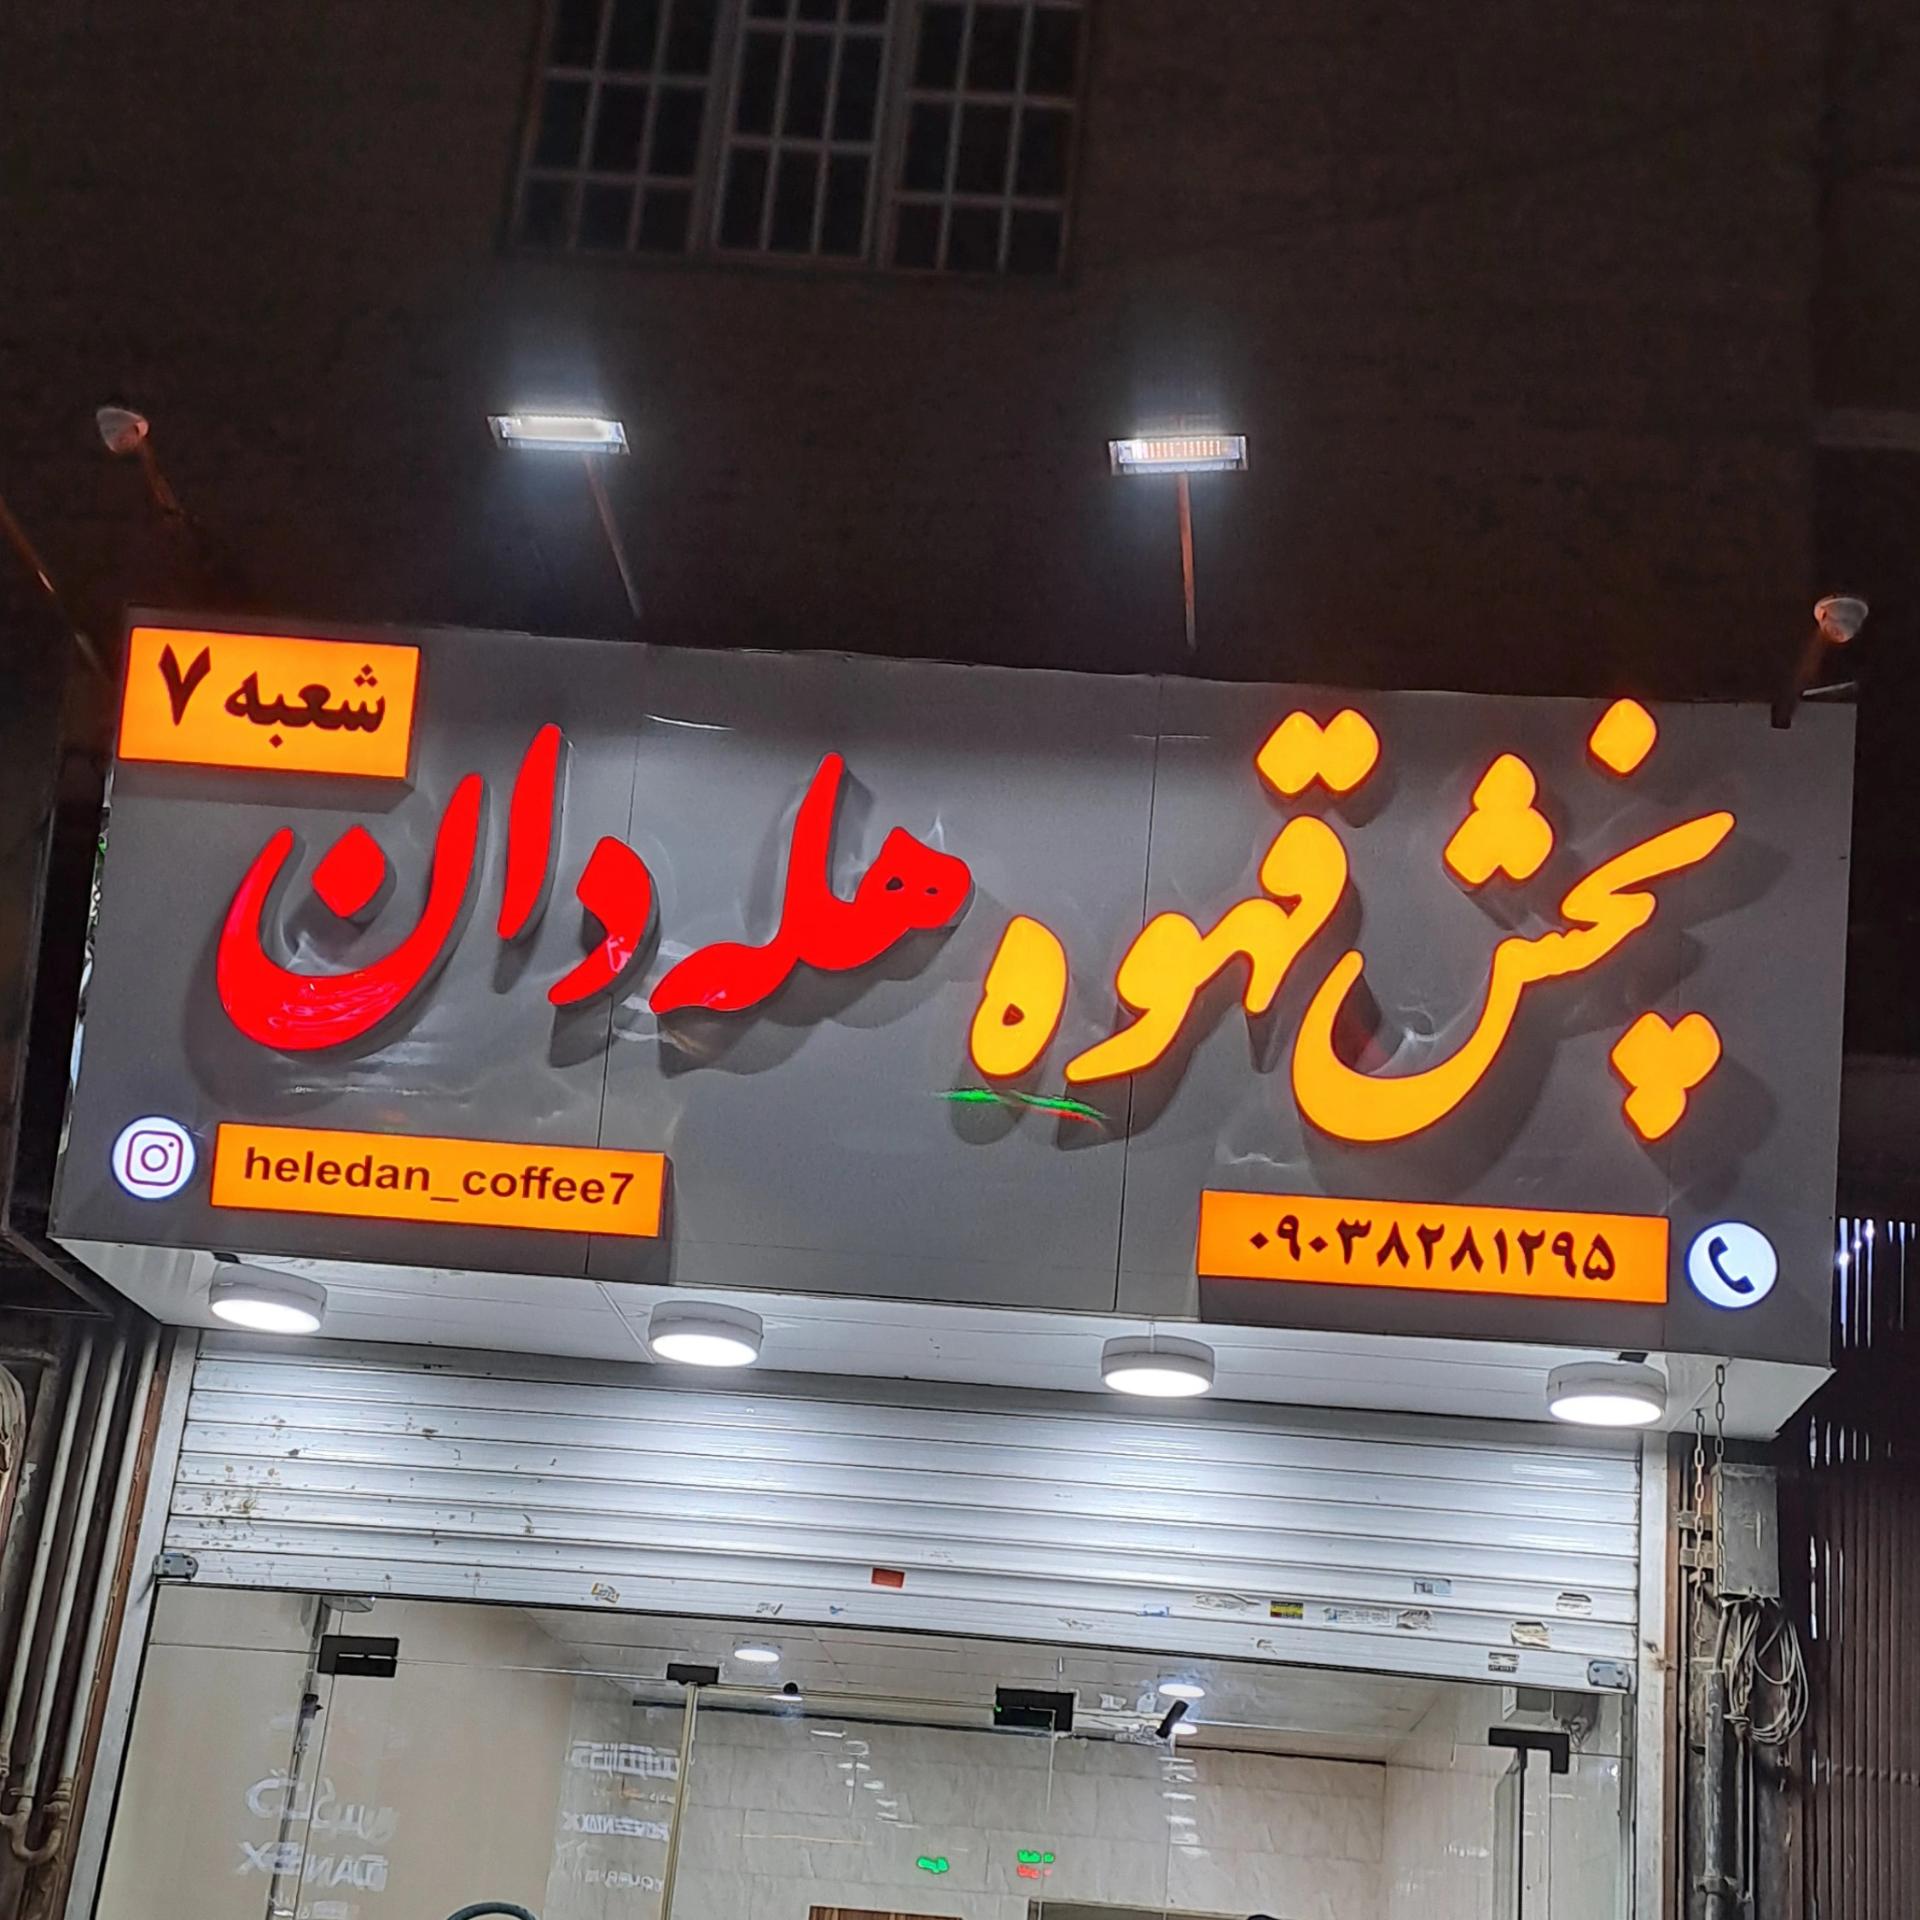 شعبه ۷
پخش قهوه هله دان
heledan_coffee7
۰۹۰۳۸۲۸۱۲۹۵